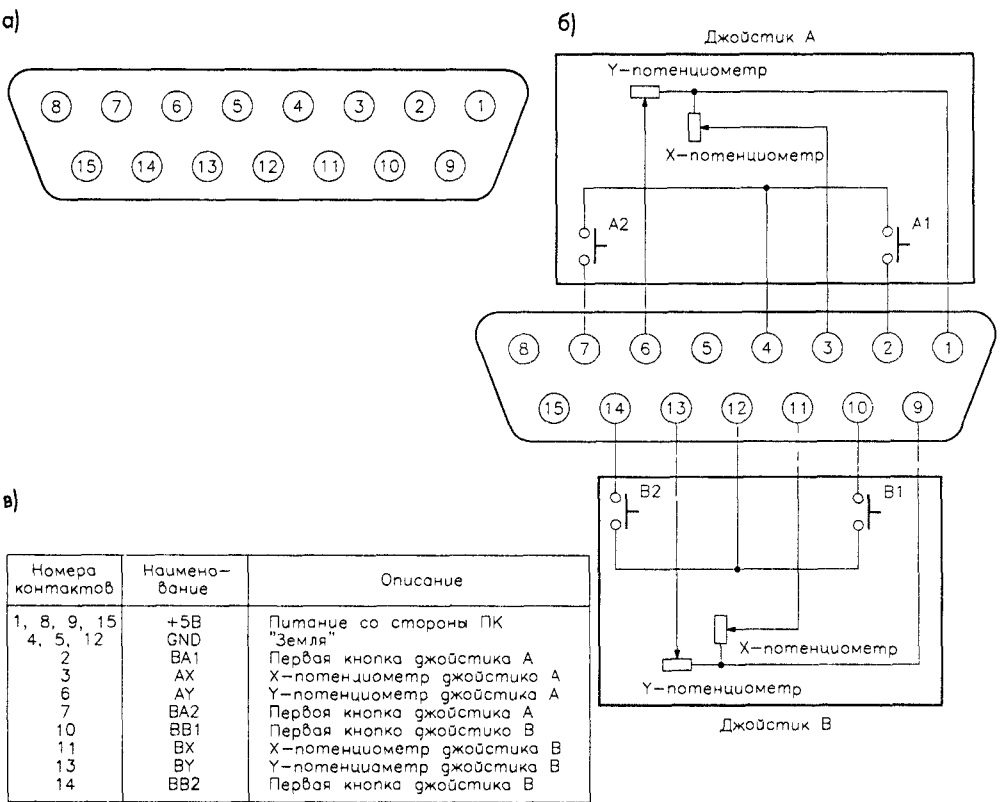 а)
8 7 6 5 4 3 2 1
15 14 13 12 11 10 9
б)
Джойстик А
Y-потенциометр
X-потенциометр
A2
A1
8 7 6 5 4 3 2 1
15 14 13 12 11 10 9
B2
B1
X-потенциометр
Y-потенциометр
Джойстик В
в)
Номера контактов Наимено-вание Описание
1, 8, 9, 15 +5В Питание со стороны ПК
4, 5, 12 GND "Земля"
2 BA1 Первая кнопка джойстика А
3 AX X-потенциометр джойстико А
6 AY Y-потенциометр джойстика А
7 BA2 Первоя кнопка джойстика А
10 BB1 Первая кнопка джойстико В
11 BX X-потенциометр джойстика В
13 BY Y-потенциаметр джойстика В
14 BB2 Первая кнопка джойстика В